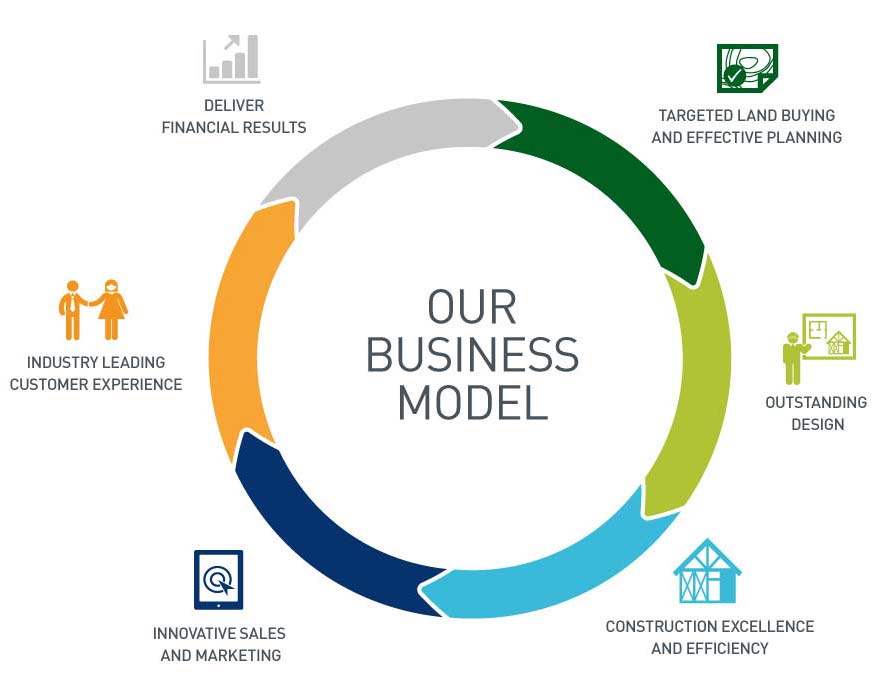 DELIVER
FINANCIAL RESULTS
TARGETED LAND BUYING
AND EFFECTIVE PLANNING
OUR
BUSINESS
MODEL
INDUSTRY LEADING
CUSTOMER EXPERIENCE
OUTSTANDING
DESIGN
INNOVATIVE SALES
AND MARKETING
CONSTRUCTION EXCELLENCE
AND EFFICIENCY